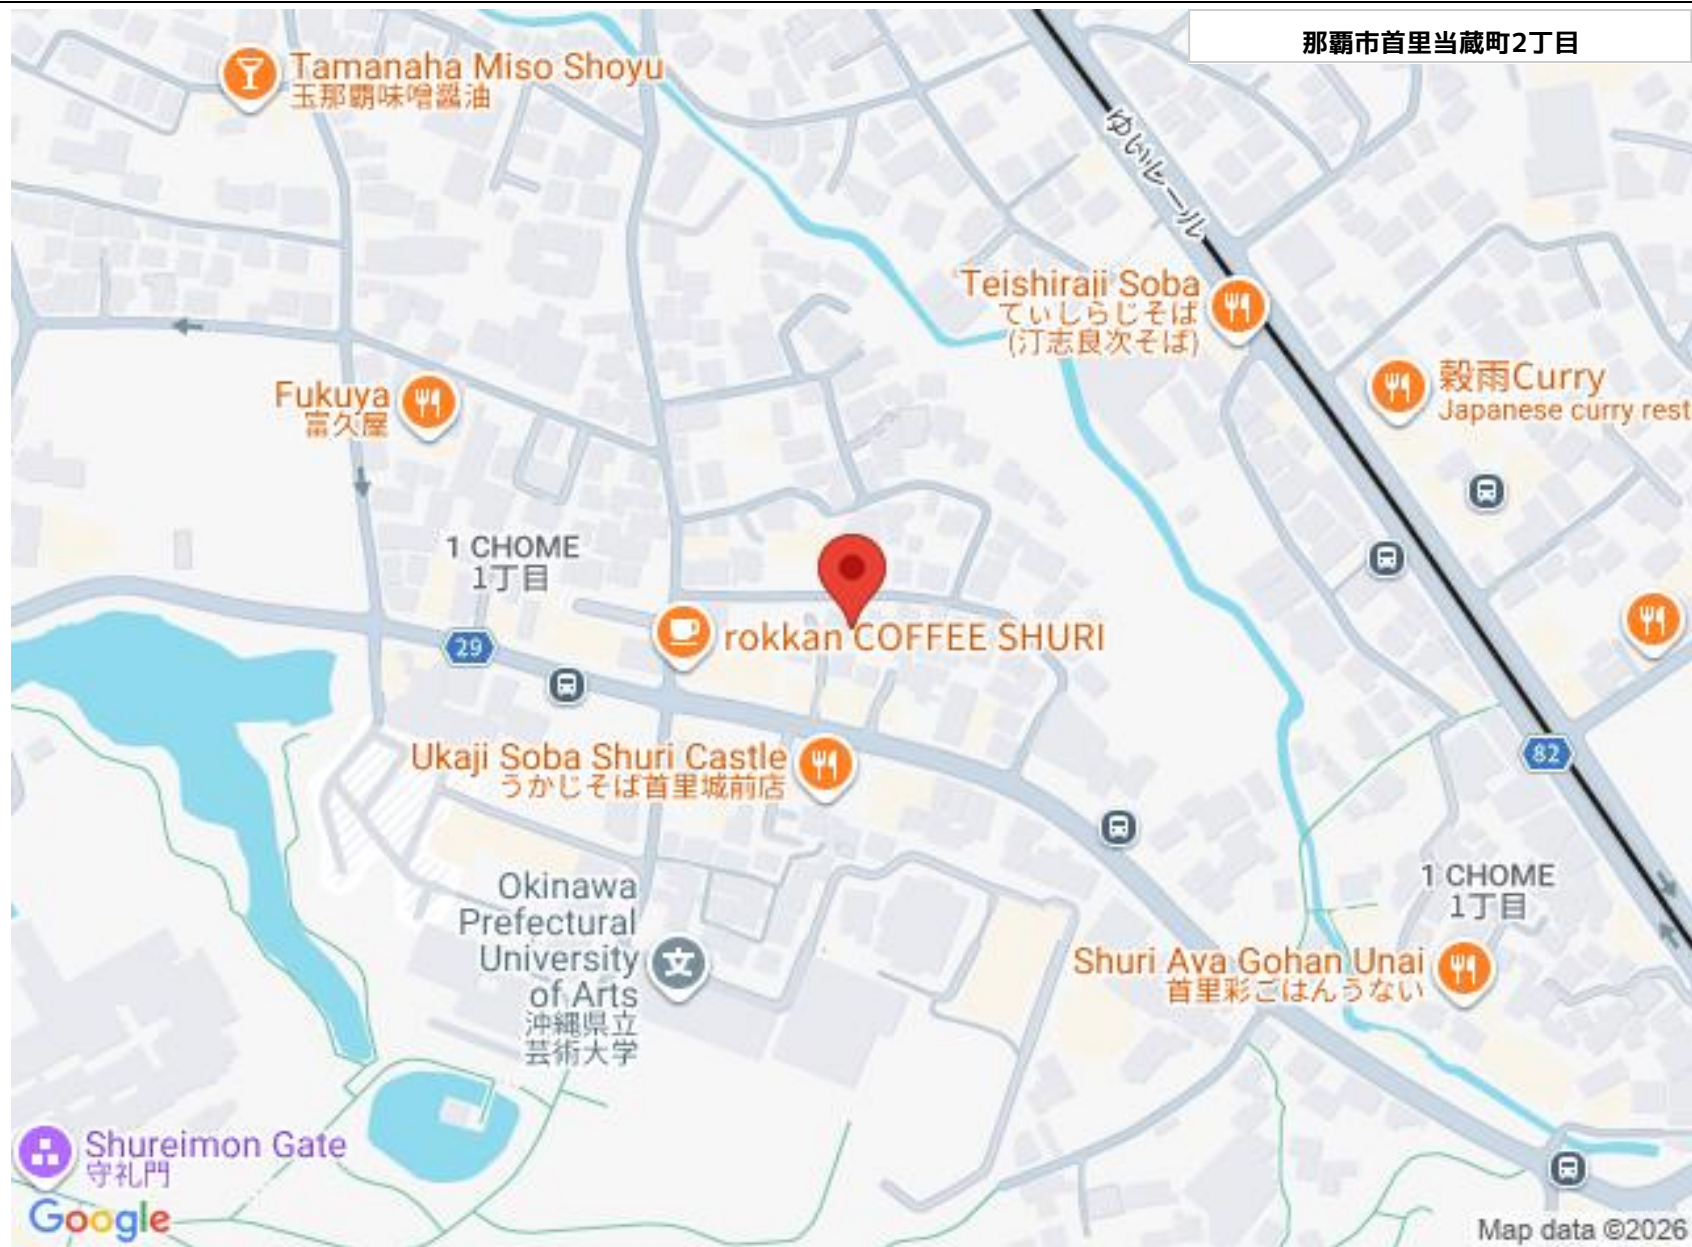 那覇市首里当蔵町2丁目
Tamanaha Miso Shoyu
玉那覇味噌醤油
ゆいレール
Teishiraji Soba
てぃしらじそば
(汀志良次そば)
穀雨Curry
Japanese curry rest
Fukuya
富久屋
1 CHOME
1丁目
29
rokkan COFFEE SHURI
Ukaji Soba Shuri Castle
うかじそば首里城前店
82
Okinawa
Prefectural
University
of Arts
沖縄県立
芸術大学
文
1 CHOME
1丁目
Shuri Aya Gohan Unai
首里彩ごはんうない
Shureimon Gate
守礼門
Google
Map data ©2026